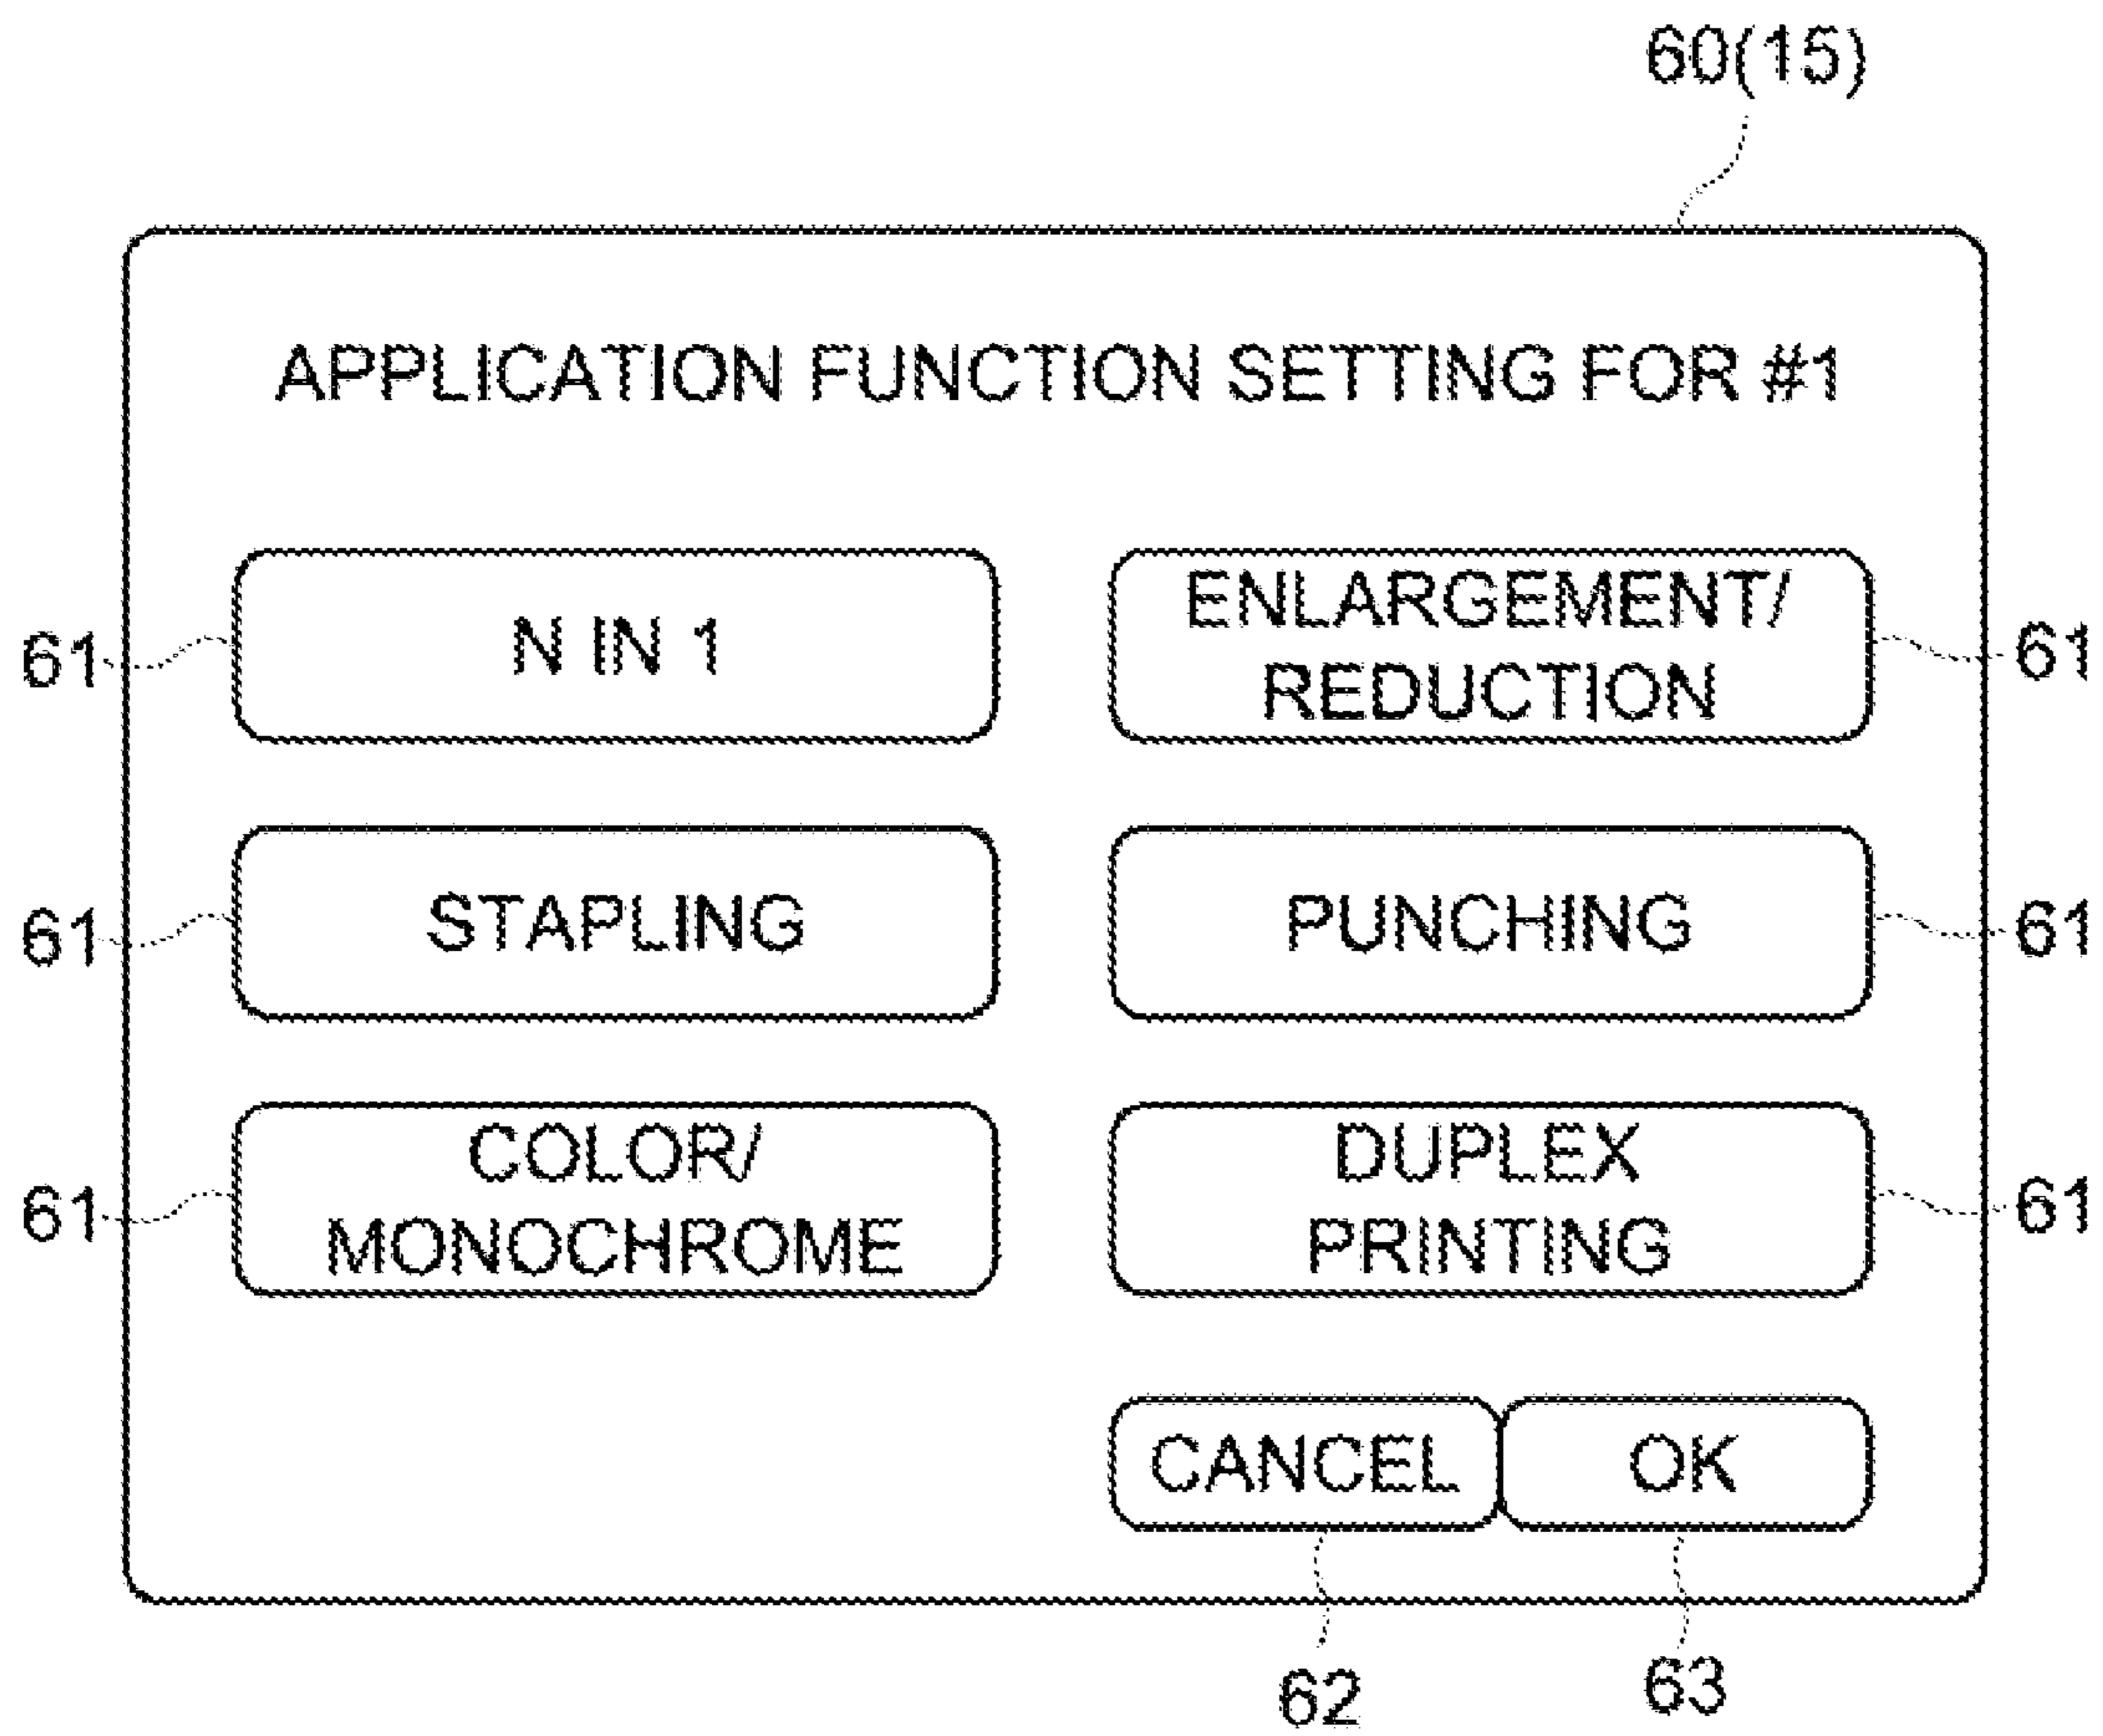 60(15)
APPLICATION FUNCTION SETTING FOR #1
N IN 1
ENLARGEMENT/
REDUCTION
61
61
STAPLING
PUNCHING
61
61
COLOR/
MONOCHROME
DUPLEX
PRINTING
61
61
CANCEL
OK
62
63